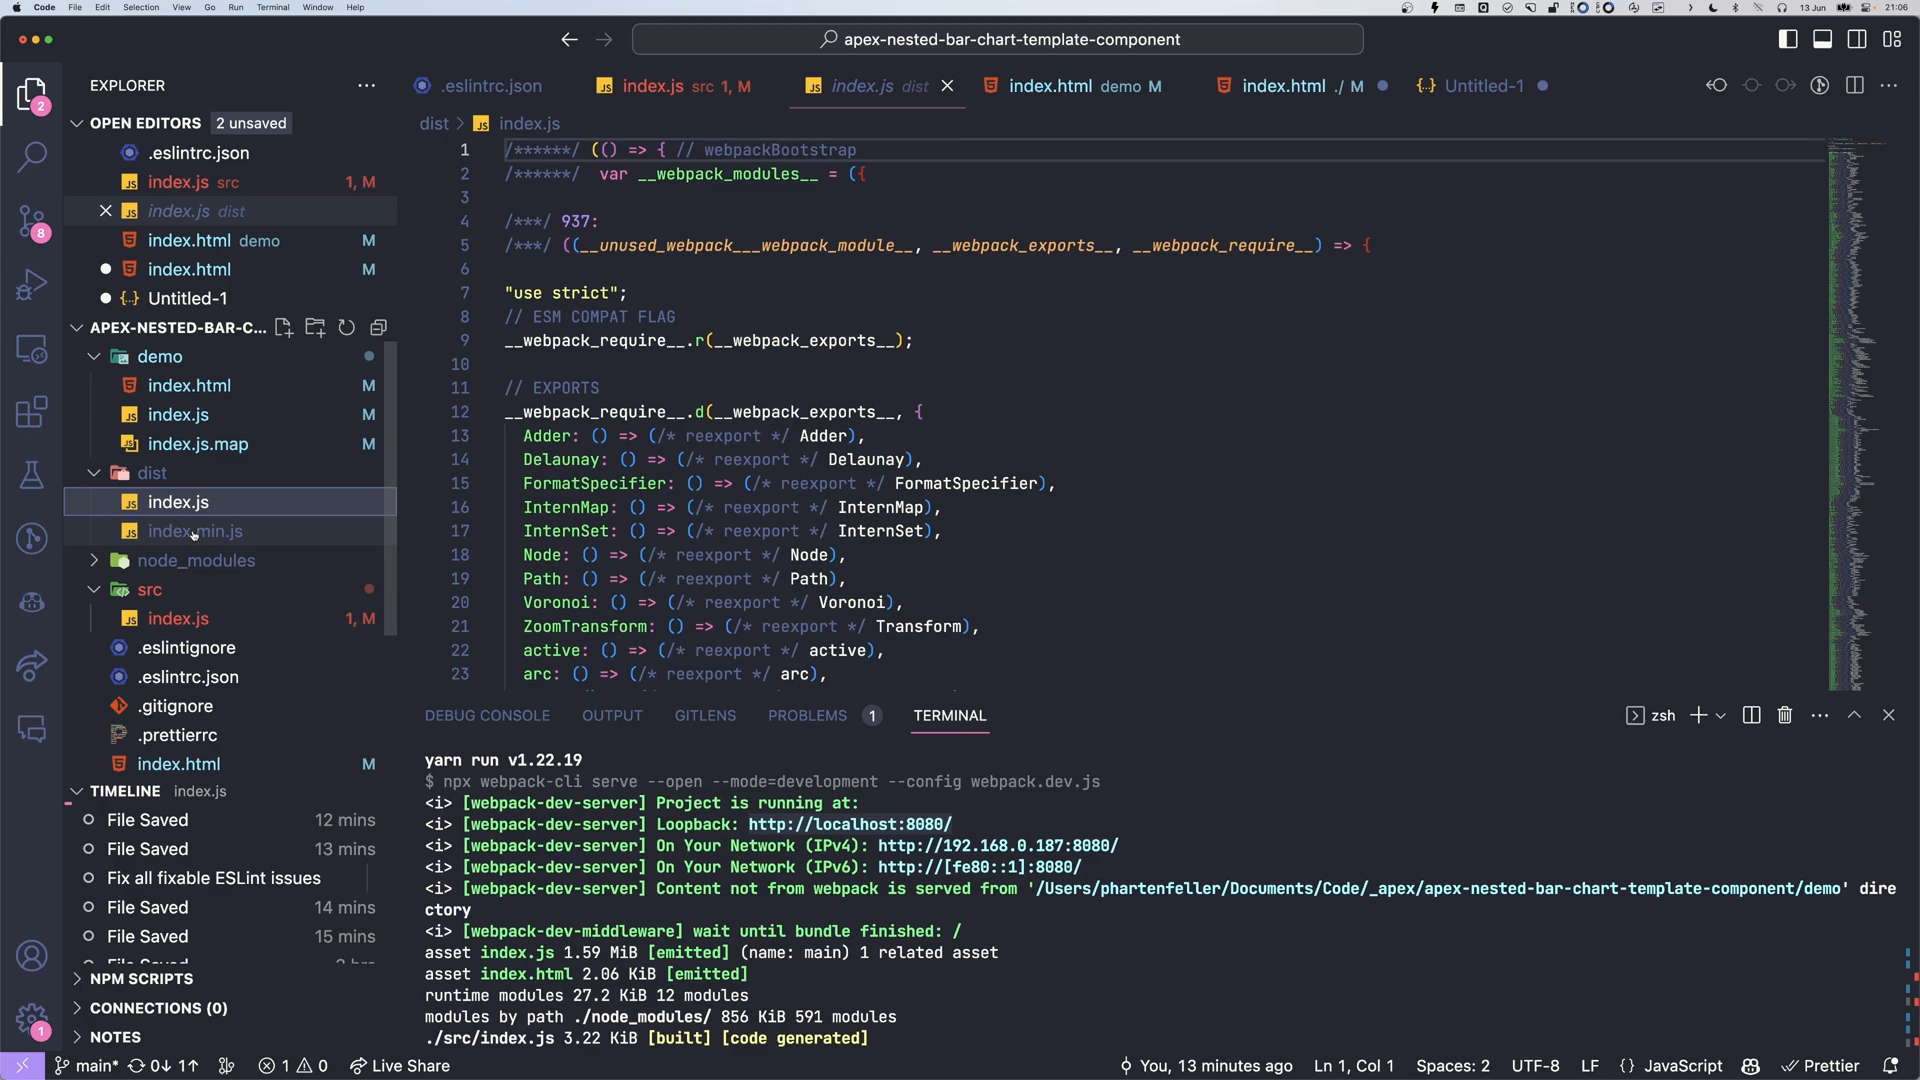 Code File Edit Selection View Go Run Terminal Window Help 13 Jun 21:06
apex-nested-bar-chart-template-component
EXPLORER
.eslintrc.json
index.js src 1, M
index.js dist
index.html demo M
index.html ./ M
Untitled-1
OPEN EDITORS 2 unsaved
.eslintrc.json
index.js src 1, M
index.js dist
index.html demo M
index.html M
Untitled-1
APEX-NESTED-BAR-C...
demo
index.html M
index.js M
index.js.map M
dist
index.js
index.min.js
node_modules
src
index.js 1, M
.eslintignore
.eslintrc.json
.gitignore
.prettierrc
index.html M
TIMELINE index.js
File Saved 12 mins
File Saved 13 mins
Fix all fixable ESLint issues
File Saved 14 mins
File Saved 15 mins
NPM SCRIPTS
CONNECTIONS (0)
NOTES
2
8
1
dist > index.js
1 /******/ (() => { // webpackBootstrap
2 /******/ var __webpack_modules__ = ({
3
4 /***/ 937:
5 /***/ ((__unused_webpack___webpack_module__, __webpack_exports__, __webpack_require__) => {
6
7 "use strict";
8 // ESM COMPAT FLAG
9 __webpack_require__.r(__webpack_exports__);
10
11 // EXPORTS
12 __webpack_require__.d(__webpack_exports__, {
13 Adder: () => (/* reexport */ Adder),
14 Delaunay: () => (/* reexport */ Delaunay),
15 FormatSpecifier: () => (/* reexport */ FormatSpecifier),
16 InternMap: () => (/* reexport */ InternMap),
17 InternSet: () => (/* reexport */ InternSet),
18 Node: () => (/* reexport */ Node),
19 Path: () => (/* reexport */ Path),
20 Voronoi: () => (/* reexport */ Voronoi),
21 ZoomTransform: () => (/* reexport */ Transform),
22 active: () => (/* reexport */ active),
23 arc: () => (/* reexport */ arc),
DEBUG CONSOLE OUTPUT GITLENS PROBLEMS 1 TERMINAL zsh
yarn run v1.22.19
$ npx webpack-cli serve --open --mode=development --config webpack.dev.js
<i> [webpack-dev-server] Project is running at:
<i> [webpack-dev-server] Loopback: http://localhost:8080/
<i> [webpack-dev-server] On Your Network (IPv4): http://192.168.0.187:8080/
<i> [webpack-dev-server] On Your Network (IPv6): http://[fe80::1]:8080/
<i> [webpack-dev-server] Content not from webpack is served from '/Users/phartenfeller/Documents/Code/_apex/apex-nested-bar-chart-template-component/demo' dire
ctory
<i> [webpack-dev-middleware] wait until bundle finished: /
asset index.js 1.59 MiB [emitted] (name: main) 1 related asset
asset index.html 2.06 KiB [emitted]
runtime modules 27.2 KiB 12 modules
modules by path ./node_modules/ 856 KiB 591 modules
./src/index.js 3.22 KiB [built] [code generated]
main* 0↓ 1↑ 1 0 Live Share You, 13 minutes ago Ln 1, Col 1 Spaces: 2 UTF-8 LF {} JavaScript Prettier